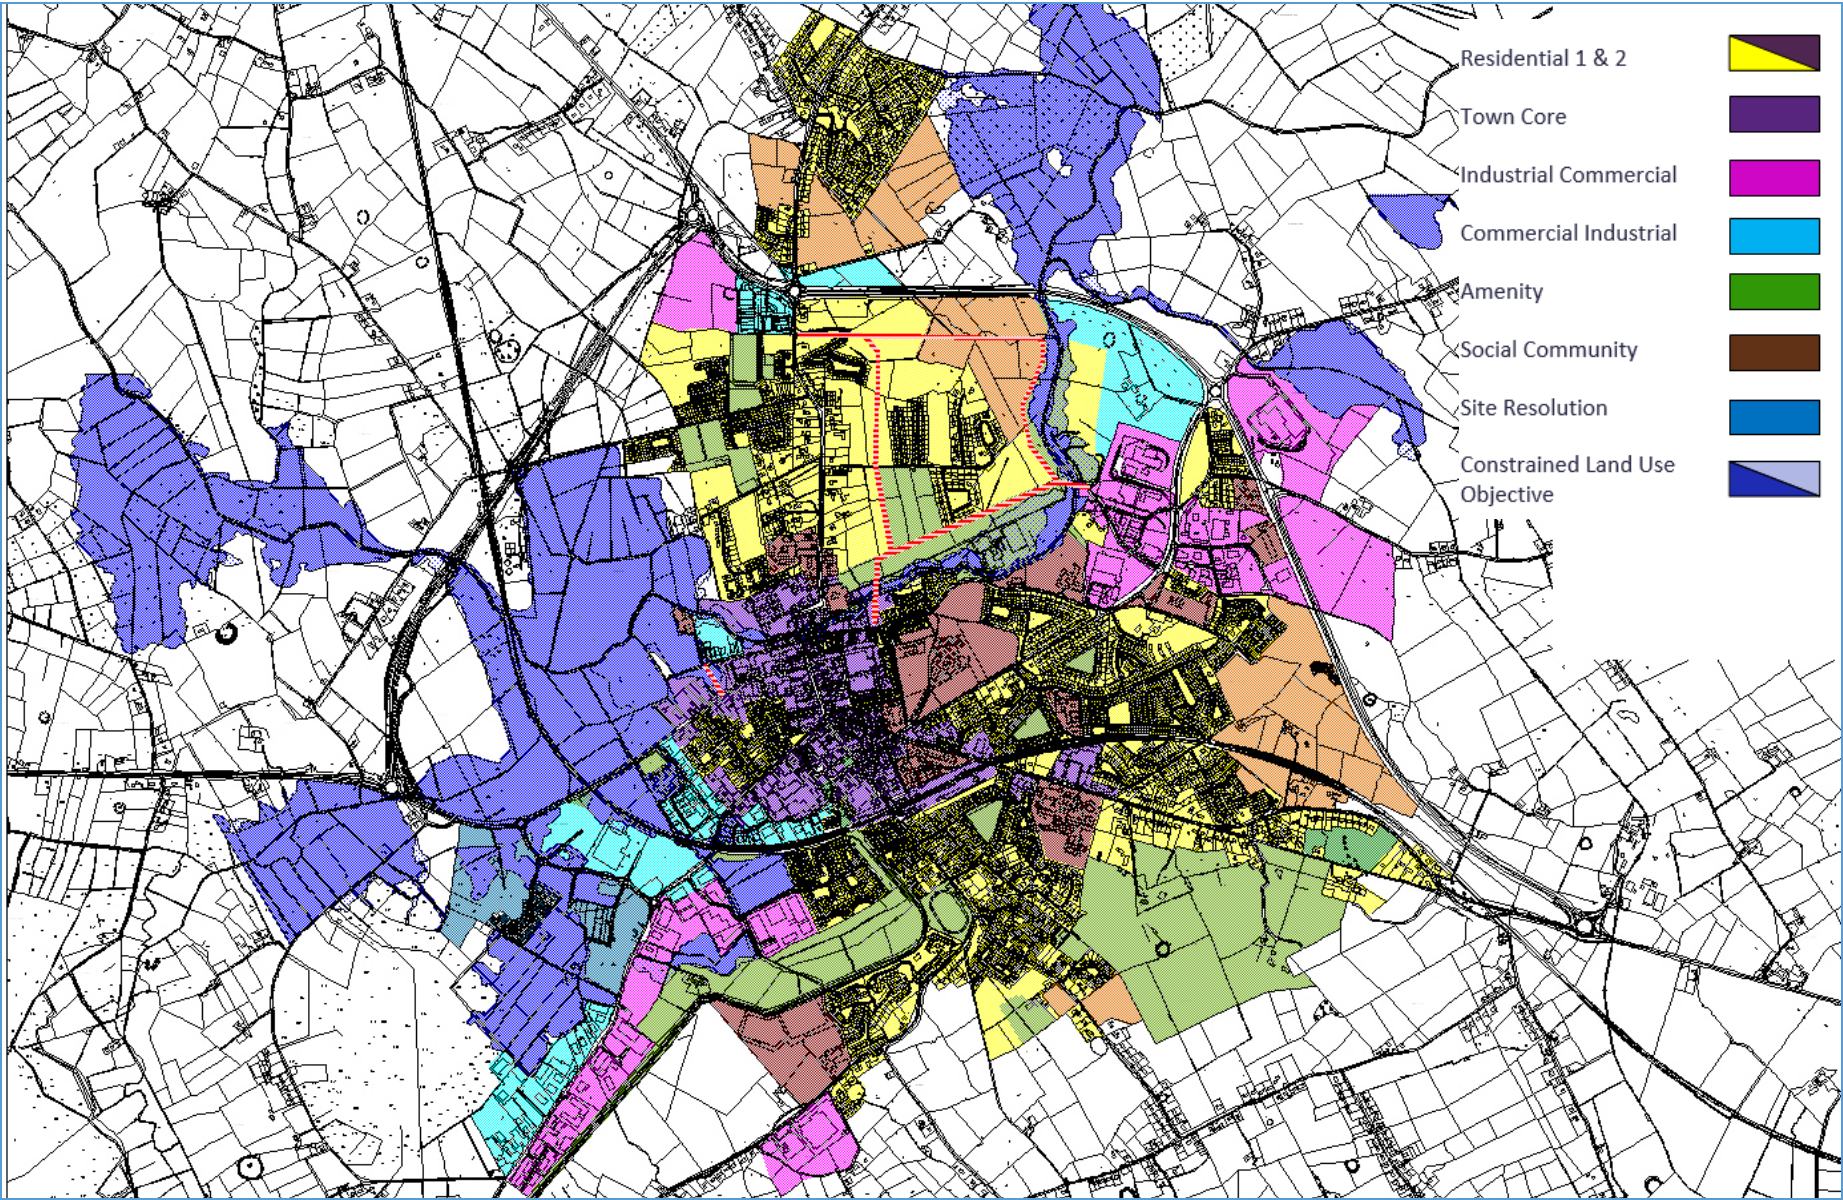 Residential 1 & 2
Town Core
Industrial Commercial
Commercial Industrial
Amenity
Social Community
Site Resolution
Constrained Land Use
Objective